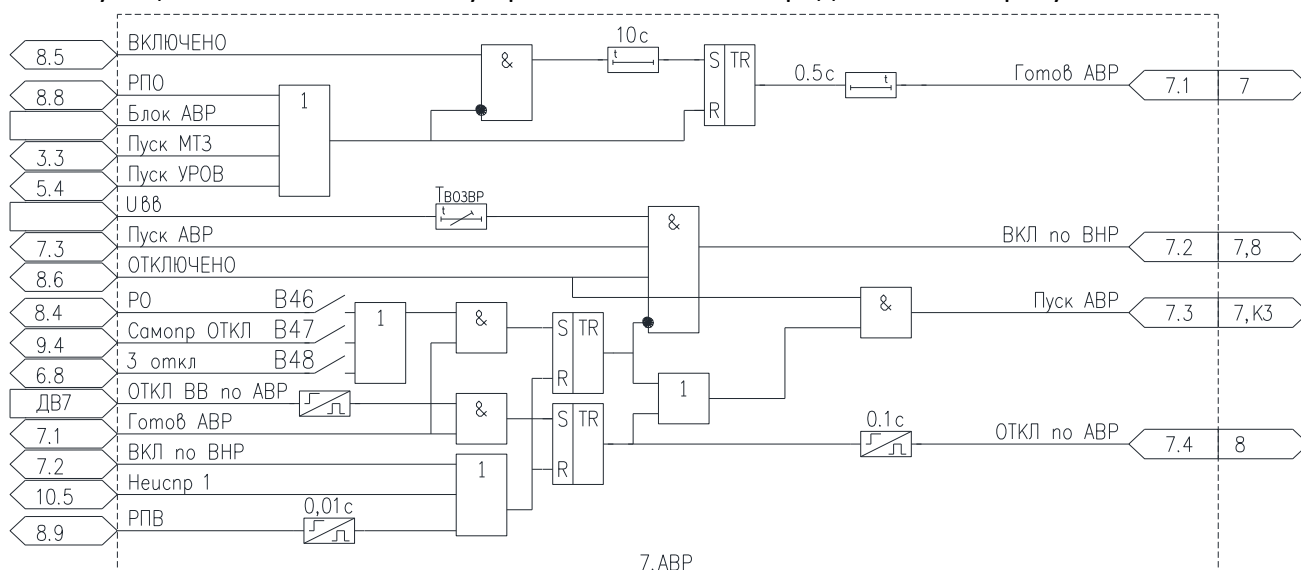 8.5 ВКЛЮЧЕНО
8.8 РПО
Блок АВР
3.3 Пуск МТЗ
5.4 Пуск УРОВ
1
&
10с
S TR
R
0.5с
Готов АВР 7.1 7
Uвв
TВОЗВР
7.3 Пуск АВР
8.6 ОТКЛЮЧЕНО
&
ВКЛ по ВНР 7.2 7,8
8.4 РО В46
9.4 Самопр ОТКЛ В47
6.8 З откл В48
1
&
S TR
R
&
Пуск АВР 7.3 7,К3
ДВ7 ОТКЛ ВВ по АВР
7.1 Готов АВР
&
S TR
R
1
0.1с
ОТКЛ по АВР 7.4 8
7.2 ВКЛ по ВНР
10.5 Неиспр 1
8.9 РПВ
0,01с
1
7.АВР